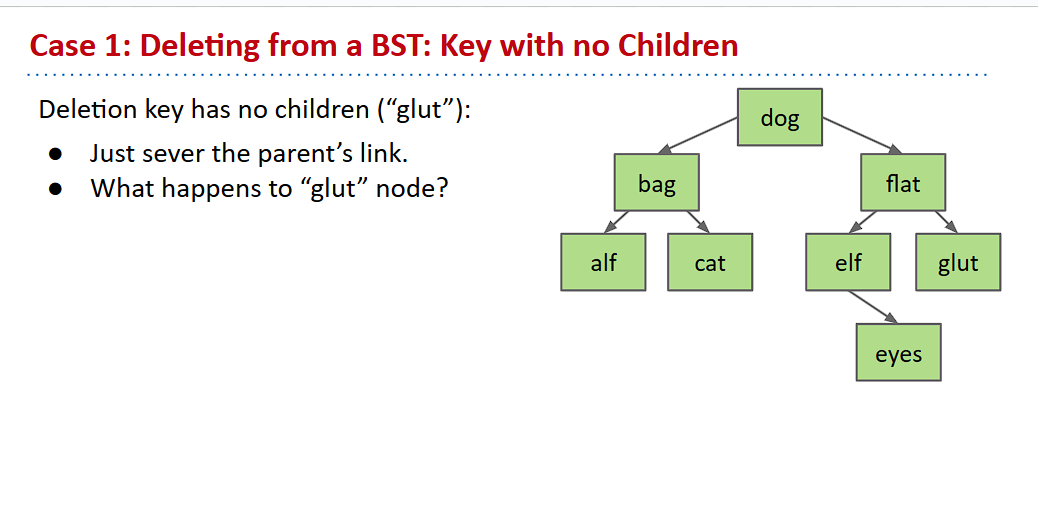 Case 1: Deleting from a BST: Key with no Children
Deletion key has no children (“glut”):
● Just sever the parent’s link.
● What happens to “glut” node?
dog
bag
flat
alf
cat
elf
glut
eyes